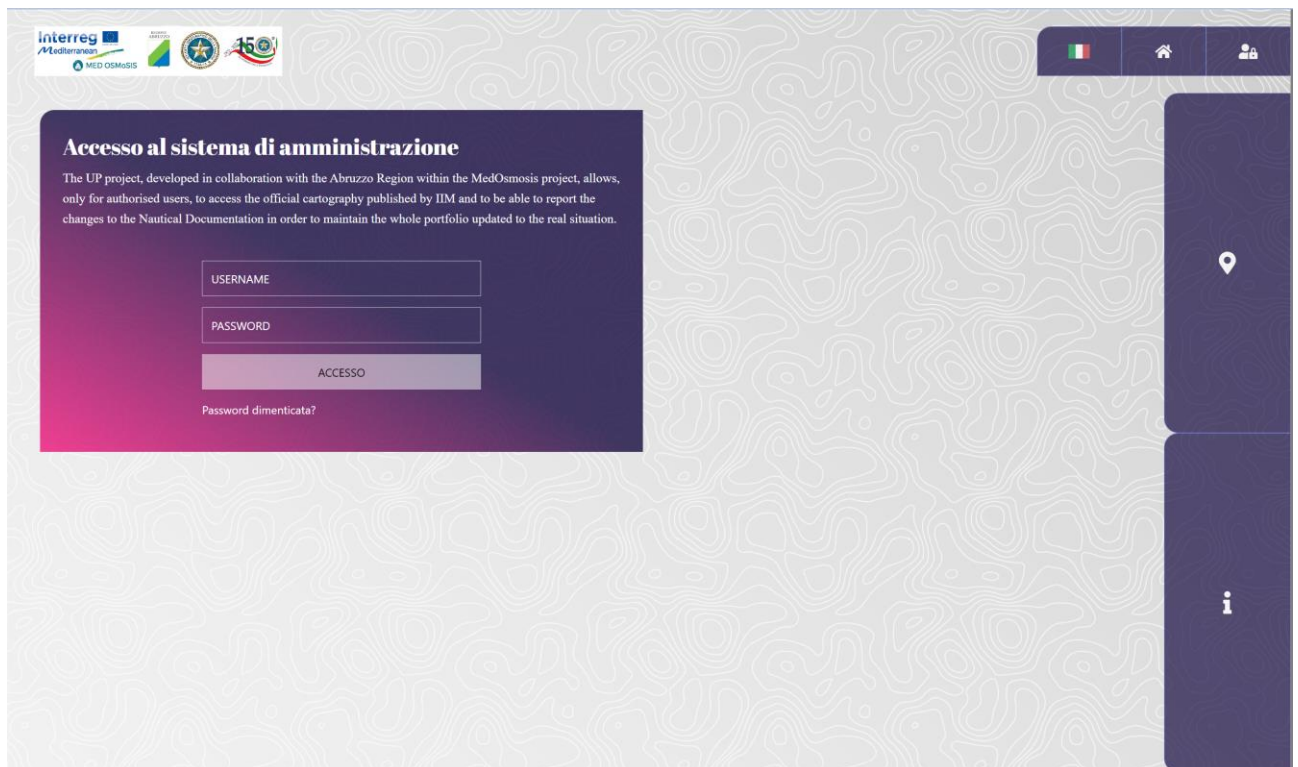 Interreg
Mediterranean
MED OSMoSIS
REGIONE
ABRUZZO
150
Accesso al sistema di amministrazione
The UP project, developed in collaboration with the Abruzzo Region within the MedOsmosis project, allows,
only for authorised users, to access the official cartography published by IIM and to be able to report the
changes to the Nautical Documentation in order to maintain the whole portfolio updated to the real situation.
USERNAME
PASSWORD
ACCESSO
Password dimenticata?